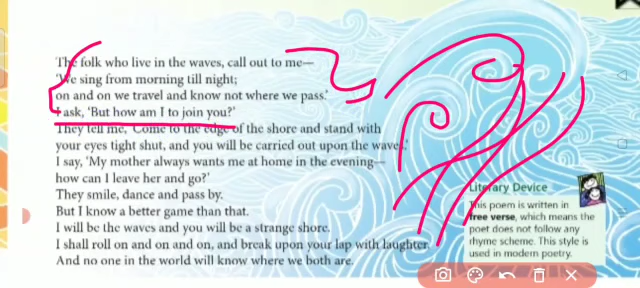 The folk who live in the waves, call out to me—
'We sing from morning till night;
on and on we travel and know not where we pass.'
I ask, 'But how am I to join you?'
They tell me, 'Come to the edge of the shore and stand with
your eyes tight shut, and you will be carried out upon the waves.'
I say, 'My mother always wants me at home in the evening—
how can I leave her and go?'
They smile, dance and pass by.
But I know a better game than that.
I will be the waves and you will be a strange shore.
I shall roll on and on and on, and break upon your lap with laughter.
And no one in the world will know where we both are.
Literary Device
This poem is written in
free verse, which means the
poet does not follow any
rhyme scheme. This style is
used in modern poetry.